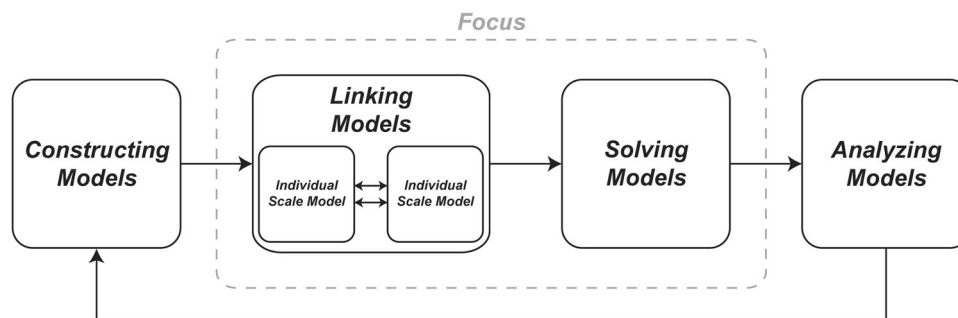 Focus
Constructing
Models
Linking
Models
Individual
Scale Model
Individual
Scale Model
Solving
Models
Analyzing
Models